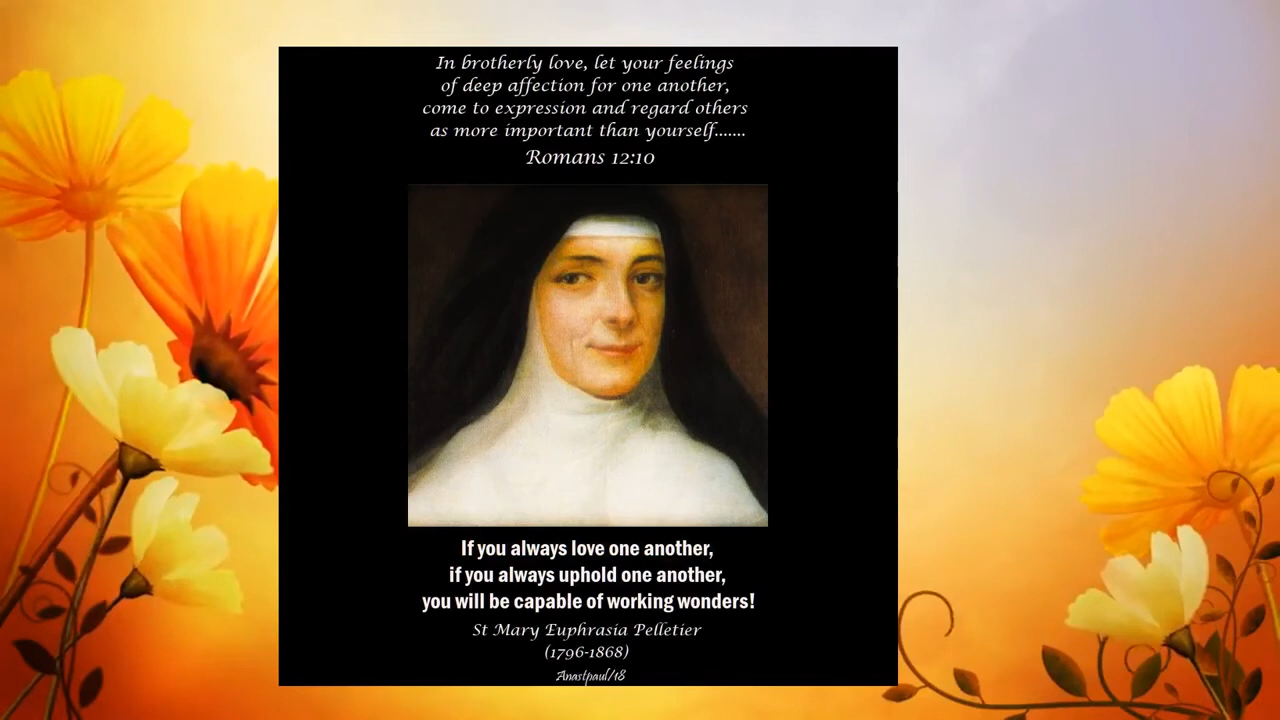 In brotherly love, let your feelings
of deep affection for one another,
come to expression and regard others
as more important than yourself.......
Romans 12:10
If you always love one another,
if you always uphold one another,
you will be capable of working wonders!
St Mary Euphrasia Pelletier
(1796-1868)
Anastpaul/18